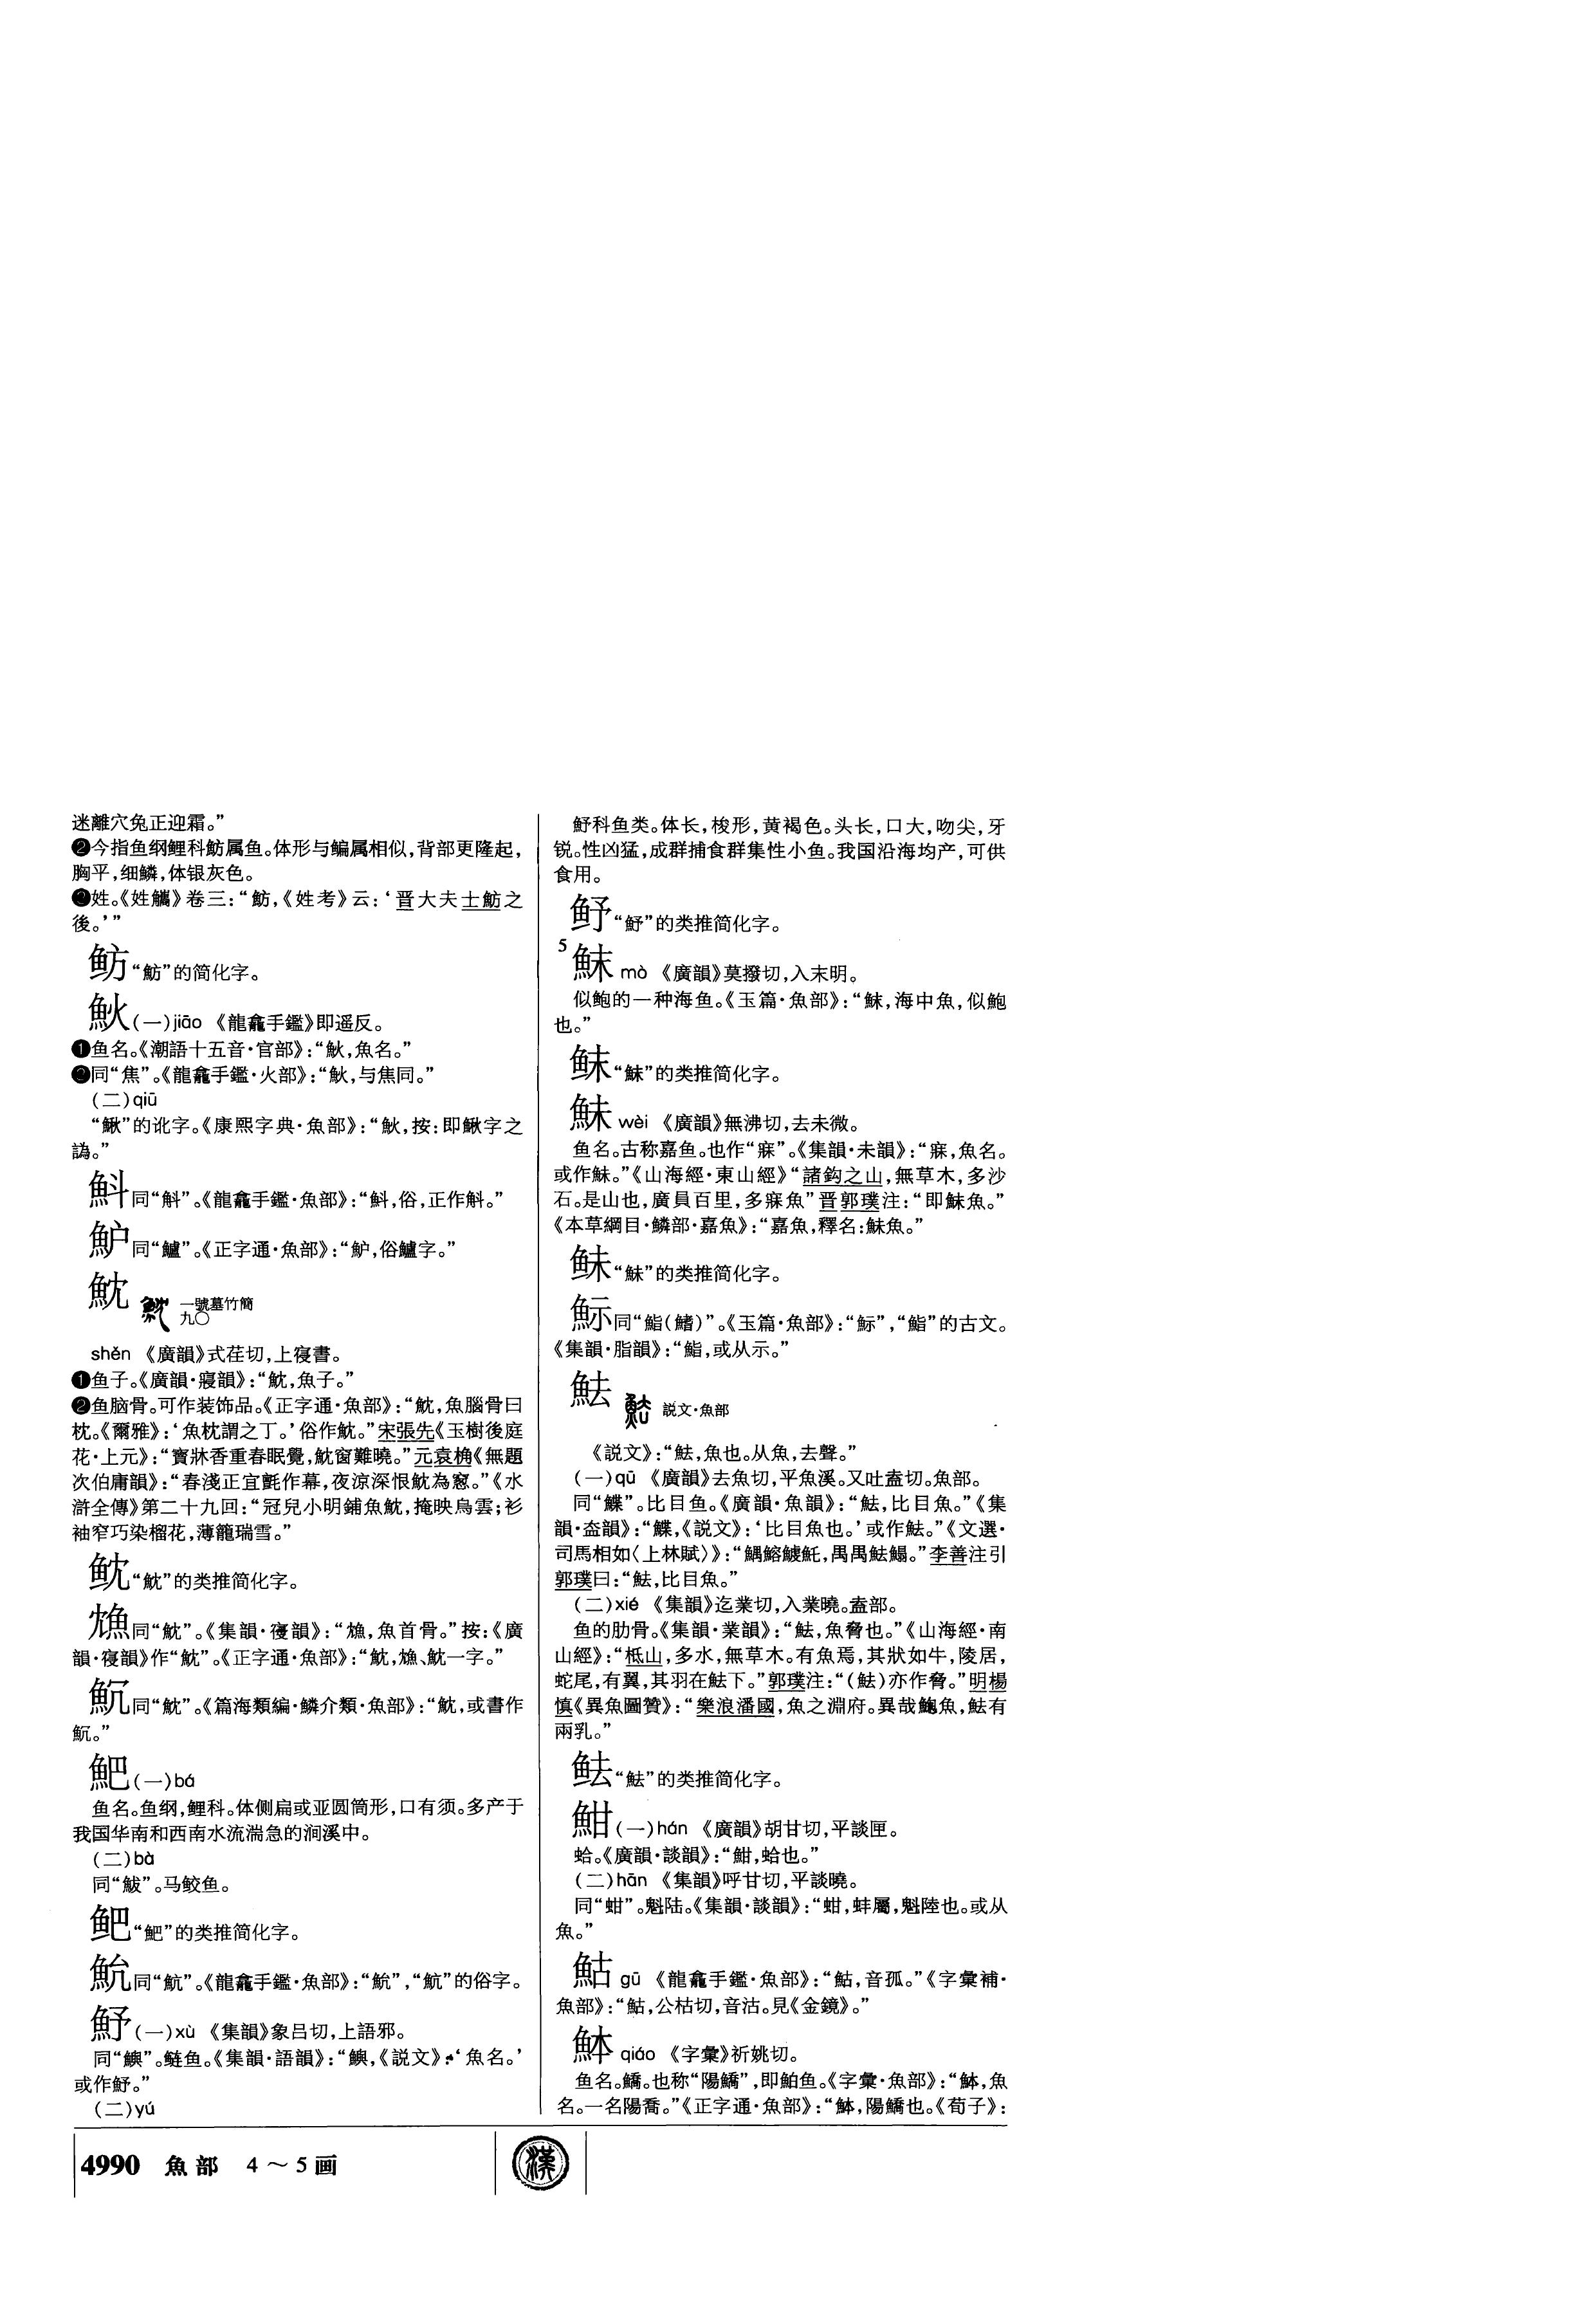 迷離穴兔正迎霜。”
❷今指鱼纲鲤科鲂属鱼。体形与鳊属相似,背部更隆起,
胸平,细鳞,体银灰色。
❸姓。《姓觿》卷三:“魴,《姓考》云:‘晋大夫士魴之
後。’”
鲂“魴”的简化字。
䲴(一)jiāo 《龍龕手鑑》即遥反。
❶鱼名。《潮語十五音·官部》:“,魚名。”
❷同“焦”。《龍龕手鑑·火部》:“,与焦同。”
(二)qiū
“鰍”的讹字。《康熙字典·魚部》:“,按:即鰍字之
譌。”
同“斛”。《龍龕手鑑·魚部》:“,俗,正作斛。”
魲同“鱸”。《正字通·魚部》:“魲,俗鱸字。”
魫 一號墓竹簡
九〇
shěn 《廣韻》式荏切,上寑書。
❶鱼子。《廣韻·寑韻》:“魫,魚子。”
❷鱼脑骨。可作装饰品。《正字通·魚部》:“魫,魚腦骨曰
枕。《爾雅》:‘魚枕謂之丁。’俗作魫。”宋張先《玉樹後庭
花·上元》:“寶牀香重春眠覺,魫窗難曉。”元袁桷《無題
次伯庸韻》:“春淺正宜氈作幕,夜涼深恨魫為窻。”《水
滸全傳》第二十九回:“冠兒小明鋪魚魫,掩映烏雲;衫
袖窄巧染榴花,薄籠瑞雪。”
“魫”的类推简化字。
同“魫”。《集韻·寑韻》:“,魚首骨。”按:《廣
韻·寑韻》作“魫”。《正字通·魚部》:“魫,、魫一字。”
同“魫”。《篇海類編·鱗介類·魚部》:“魫,或書作
。”
䰾(一)bá
鱼名。鱼纲,鲤科。体侧扁或亚圆筒形,口有须。多产于
我国华南和西南水流湍急的涧溪中。
(二)bà
同“鮁”。马鲛鱼。
鲃“䰾”的类推简化字。
同“魧”。《龍龕手鑑·魚部》:“”,“魧”的俗字。
魣(一)xù 《集韻》象吕切,上語邪。
同“鱮”。鲢鱼。《集韻·語韻》:“鱮,《説文》:‘魚名。’
或作魣。”
(二)yú
魣科鱼类。体长,梭形,黄褐色。头长,口大,吻尖,牙
锐。性凶猛,成群捕食群集性小鱼。我国沿海均产,可供
食用。
“魣”的类推简化字。
5
䱅 mò 《廣韻》莫撥切,入末明。
似鲍的一种海鱼。《玉篇·魚部》:“,海中魚,似鮑
也。”
“”的类推简化字。
鮇 wèi 《廣韻》無沸切,去未微。
鱼名。古称嘉鱼。也作“寐”。《集韻·未韻》:“寐,魚名。
或作鮇。”《山海經·東山經》“諸鈎之山,無草木,多沙
石。是山也,廣員百里,多寐魚”晋郭璞注:“即鮇魚。”
《本草綱目·鱗部·嘉魚》:“嘉魚,釋名:鮇魚。”
“鮇”的类推简化字。
同“鮨(鰭)”。《玉篇·魚部》:“”,“鮨”的古文。
《集韻·脂韻》:“鮨,或从示。”
魼 説文·魚部
《説文》:“魼,魚也。从魚,去聲。”
(一)qū 《廣韻》去魚切,平魚溪。又吐盍切。魚部。
同“鰈”。比目鱼。《廣韻·魚韻》:“魼,比目魚。”《集
韻·盍韻》:“鰈,《説文》:‘比目魚也。’或作魼。”《文選·
司馬相如〈上林賦〉》:“鰅鰫鰬魠,禺禺魼鰨。”李善注引
郭璞曰:“魼,比目魚。”
(二)xié 《集韻》迄業切,入業曉。盍部。
鱼的肋骨。《集韻·業韻》:“魼,魚脅也。”《山海經·南
山經》:“柢山,多水,無草木。有魚焉,其狀如牛,陵居,
蛇尾,有翼,其羽在魼下。”郭璞注:“(魼)亦作脅。”明楊
慎《異魚圖贊》:“樂浪潘國,魚之淵府。異哉魚,魼有
兩乳。”
“魼”的类推简化字。
魽(一)hán 《廣韻》胡甘切,平談匣。
蛤。《廣韻·談韻》:“魽,蛤也。”
(二)hān 《集韻》呼甘切,平談曉。
同“蚶”。魁陆。《集韻·談韻》:“蚶,蚌屬,魁陸也。或从
魚。”
鮕 gū 《龍龕手鑑·魚部》:“鮕,音孤。”《字彙補·
魚部》:“鮕,公枯切,音沽。見《金鏡》。”
䱁 qiáo 《字彙》祈姚切。
鱼名。鱎。也称“陽鱎”,即鮊鱼。《字彙·魚部》:“,魚
名。一名陽喬。”《正字通·魚部》:“,陽鱎也。《荀子》:
4990 魚部 4～5画
漢